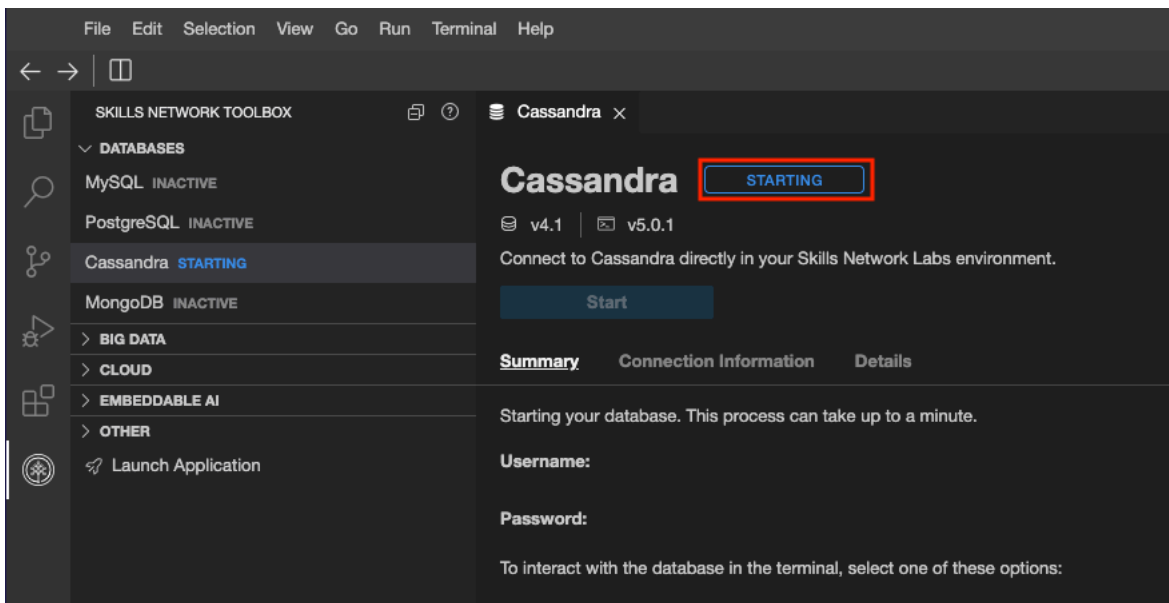 File Edit Selection View Go Run Terminal Help
SKILLS NETWORK TOOLBOX
DATABASES
MySQL INACTIVE
PostgreSQL INACTIVE
Cassandra STARTING
MongoDB INACTIVE
BIG DATA
CLOUD
EMBEDDABLE AI
OTHER
Launch Application
Cassandra
Cassandra STARTING
v4.1 v5.0.1
Connect to Cassandra directly in your Skills Network Labs environment.
Start
Summary Connection Information Details
Starting your database. This process can take up to a minute.
Username:
Password:
To interact with the database in the terminal, select one of these options: